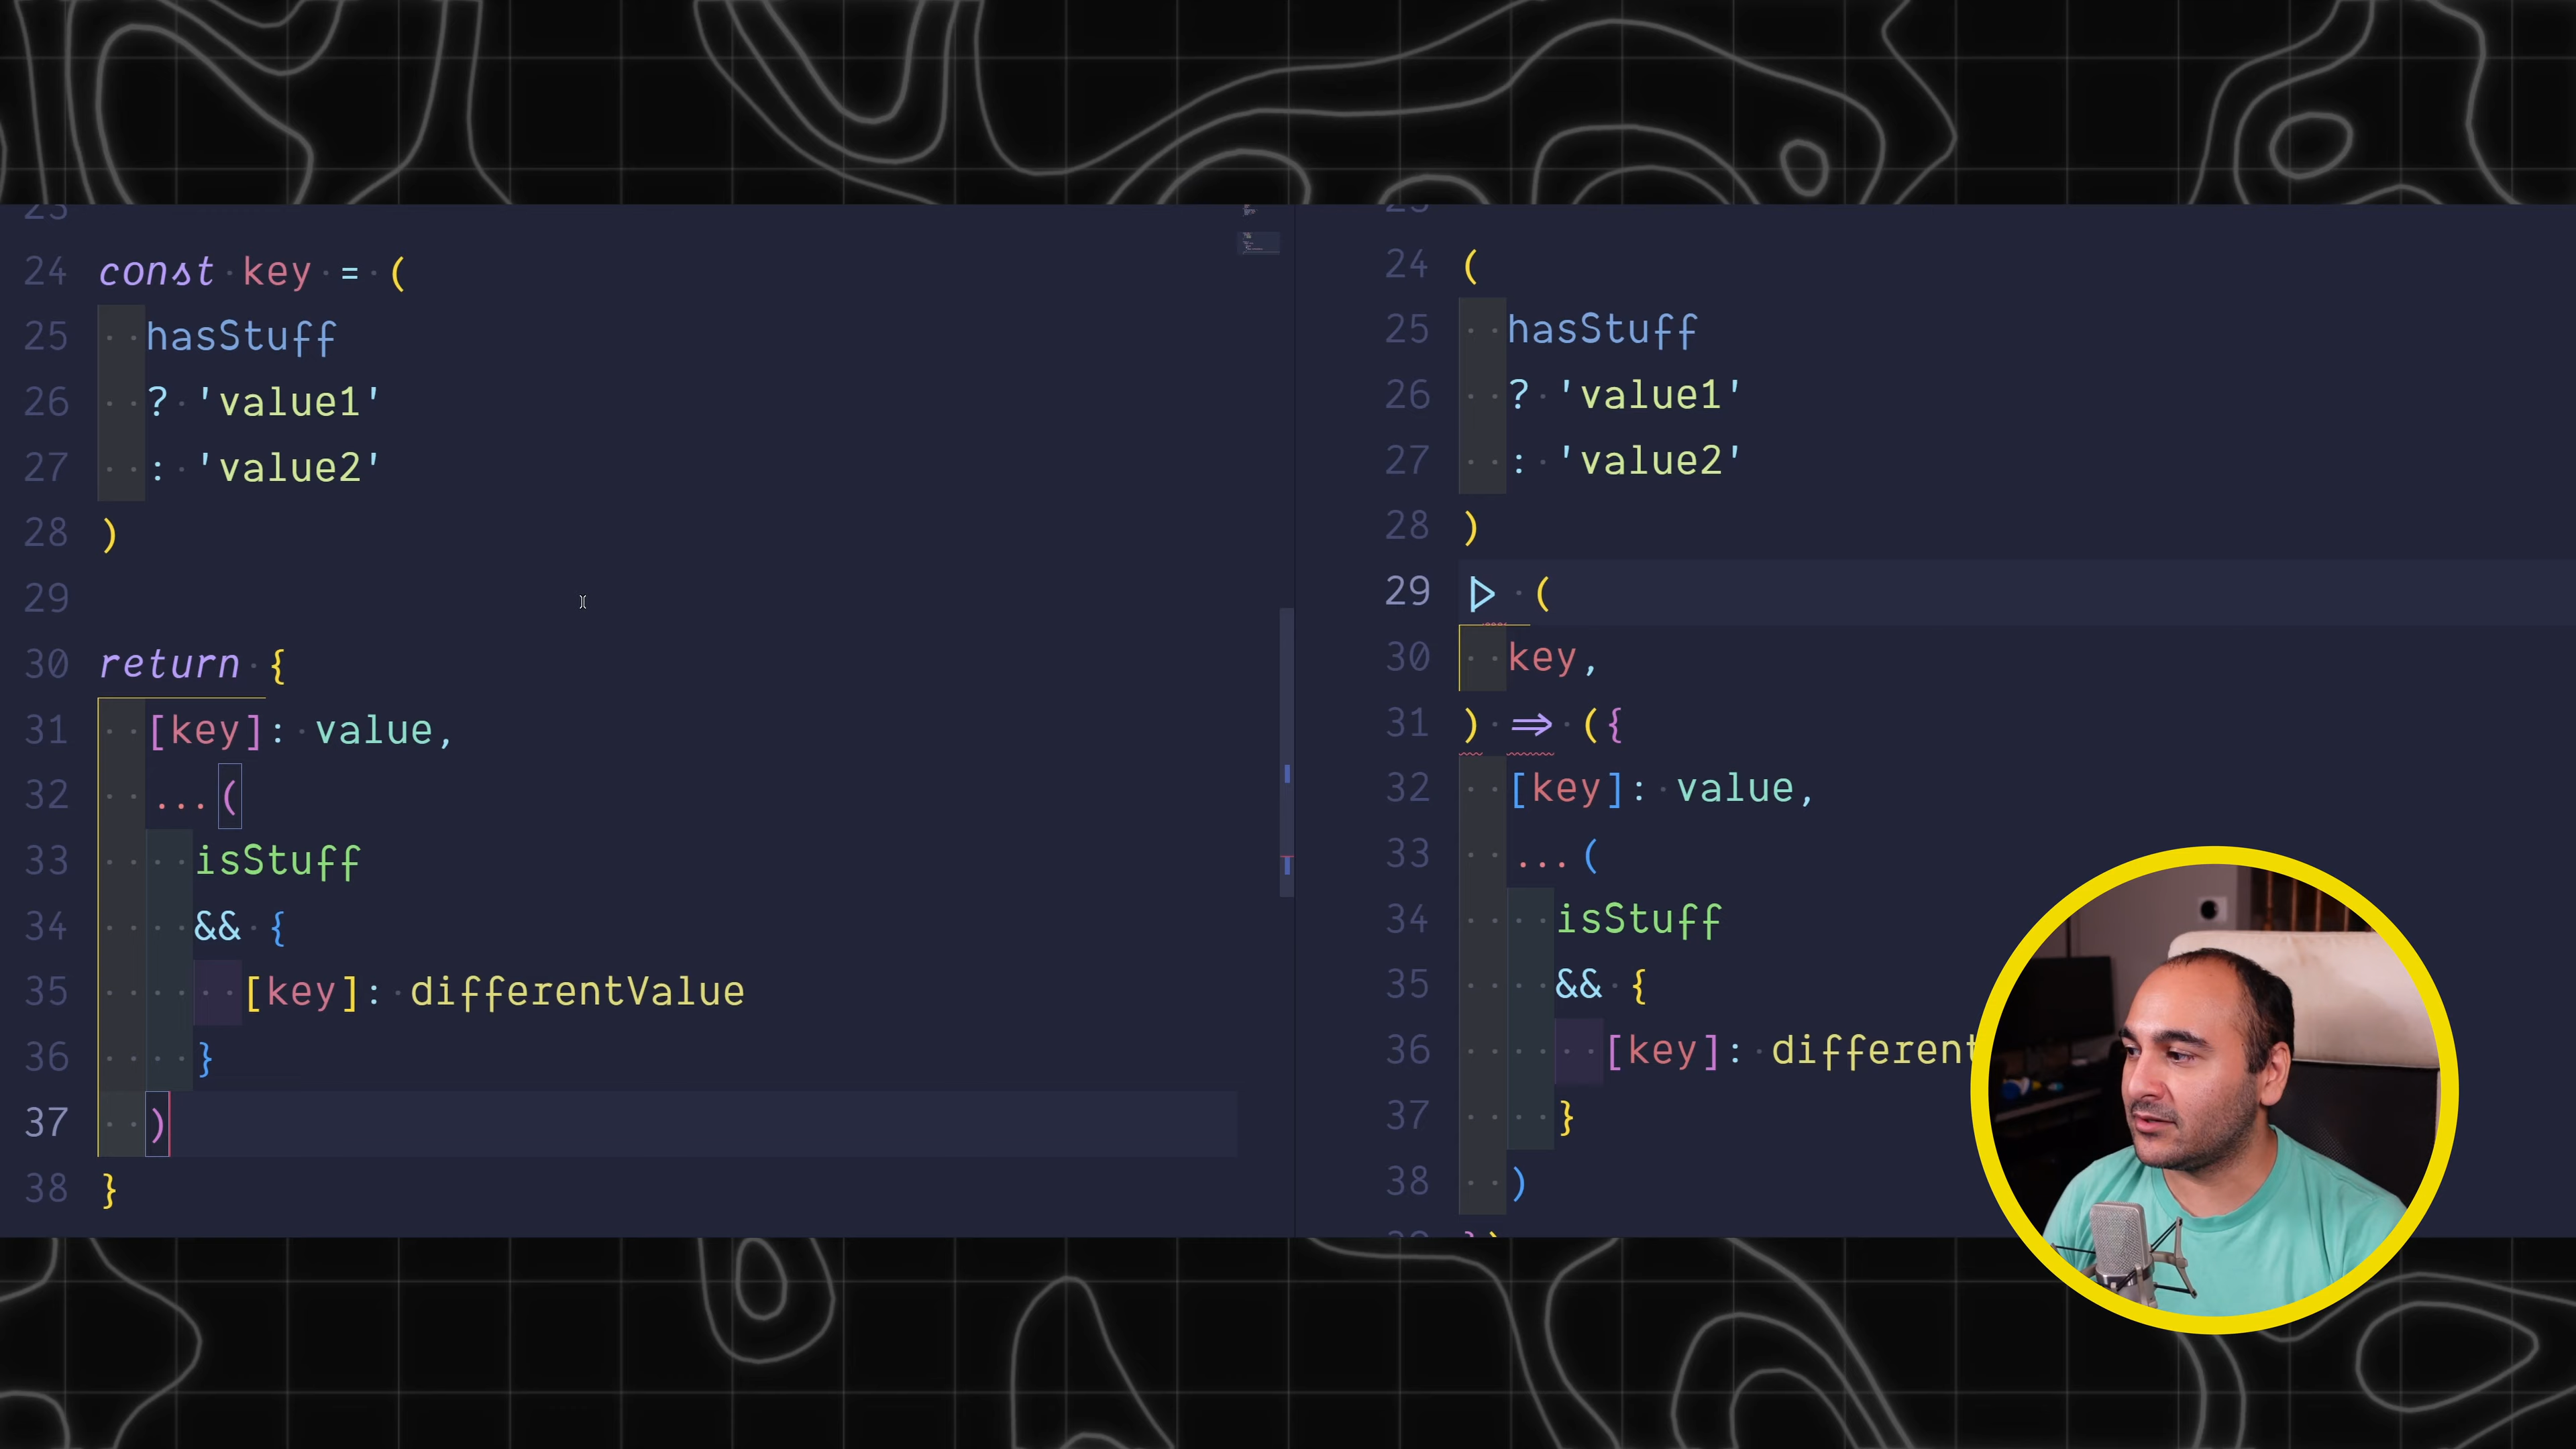 24 const key = (
25 hasStuff
26 ? 'value1'
27 : 'value2'
28 )
29
30 return {
31 [key]: value,
32 ...(
33 isStuff
34 && {
35 [key]: differentValue
36 }
37 )
38 }
24 (
25 hasStuff
26 ? 'value1'
27 : 'value2'
28 )
29 |> (
30 key,
31 ) => ({
32 [key]: value,
33 ...(
34 isStuff
35 && {
36 [key]: different
37 }
38 )